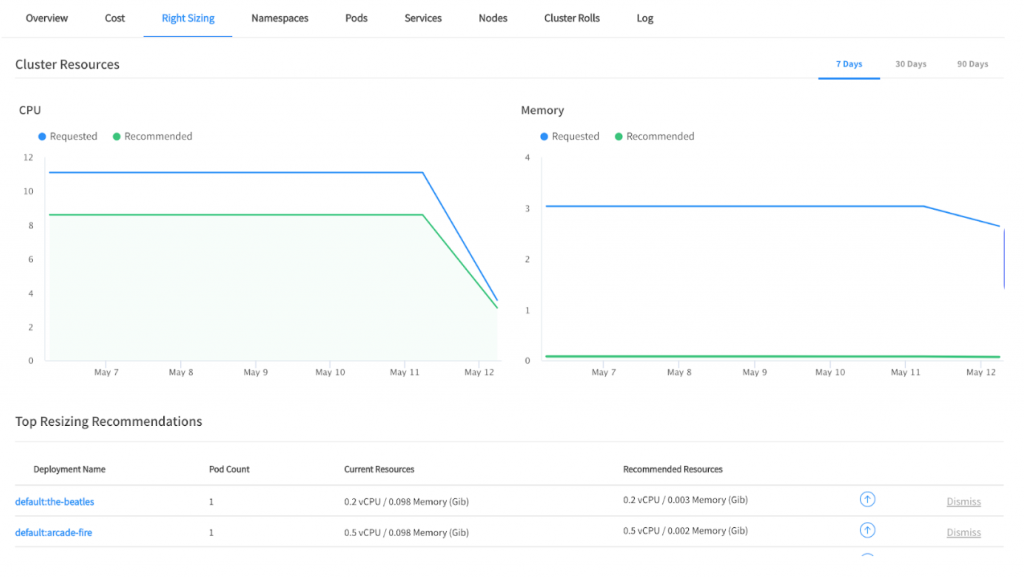 Overview Cost Right Sizing Namespaces Pods Services Nodes Cluster Rolls Log
Cluster Resources 7 Days 30 Days 90 Days
CPU
Requested Recommended
12
10
8
6
4
2
0
May 7 May 8 May 9 May 10 May 11 May 12
Memory
Requested Recommended
4
3
2
1
0
May 7 May 8 May 9 May 10 May 11 May 12
Top Resizing Recommendations
Deployment Name Pod Count Current Resources Recommended Resources
default:the-beatles 1 0.2 vCPU / 0.098 Memory (Gib) 0.2 vCPU / 0.003 Memory (Gib) Dismiss
default:arcade-fire 1 0.5 vCPU / 0.098 Memory (Gib) 0.5 vCPU / 0.002 Memory (Gib) Dismiss